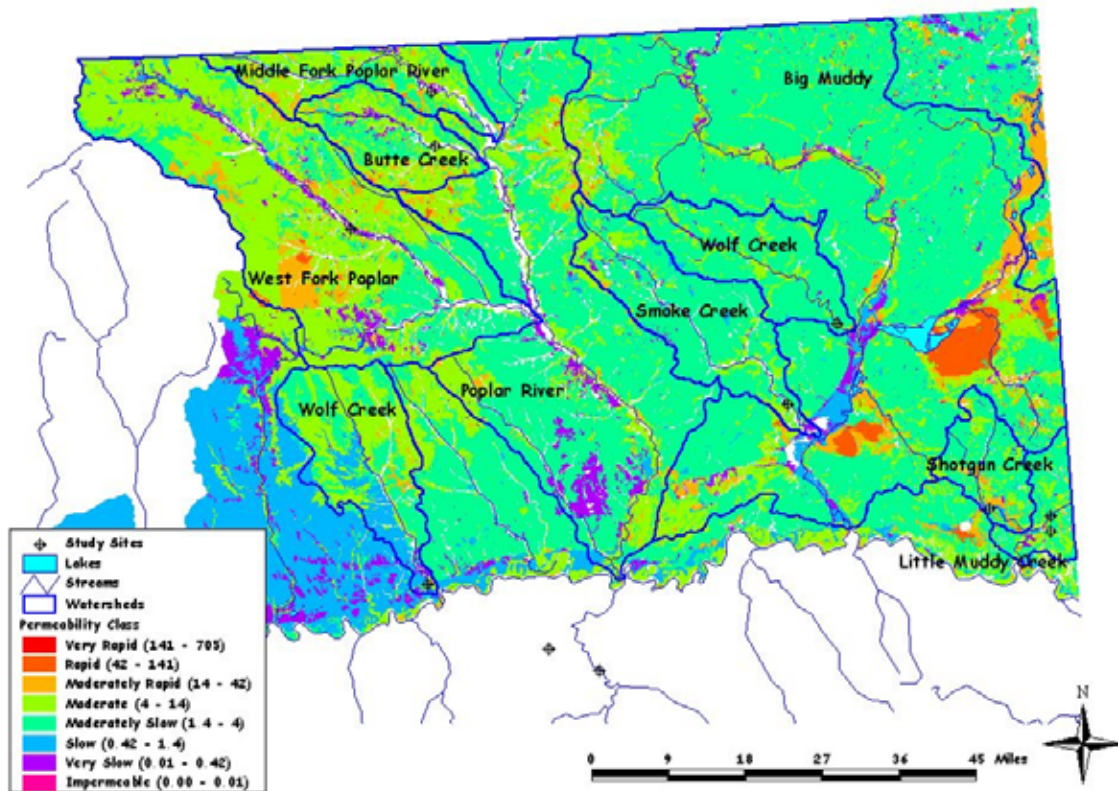 Middle Fork Poplar River
Big Muddy
Butte Creek
Wolf Creek
West Fork Poplar
Smoke Creek
Poplar River
Wolf Creek
Shotgun Creek
Little Muddy Creek
Study Sites
Lakes
Streams
Watersheds
Permeability Class
Very Rapid (141 - 705)
Rapid (42 - 141)
Moderately Rapid (14 - 42)
Moderate (4 - 14)
Moderately Slow (1.4 - 4)
Slow (0.42 - 1.4)
Very Slow (0.01 - 0.42)
Impermeable (0.00 - 0.01)
N
0 9 18 27 36 45 Miles